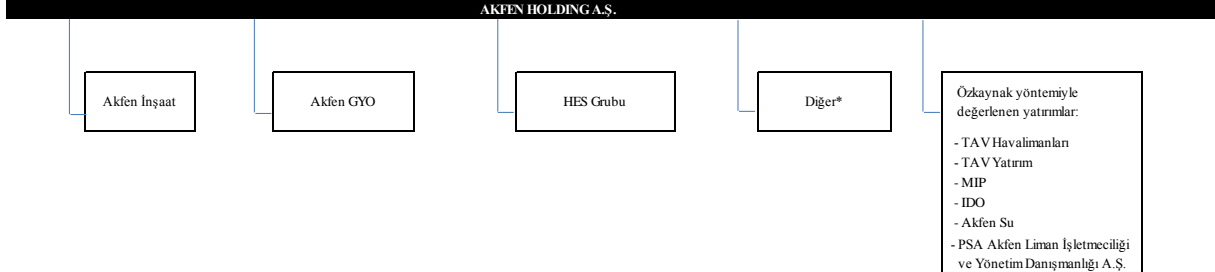 AKFEN HOLDING A.Ş.
Akfen İnşaat
Akfen GYO
HES Grubu
Diğer*
Özkaynak yöntemiyle
değerlenen yatırımlar:
- TAV Havalimanları
- TAV Yatırım
- MIP
- IDO
- Akfen Su
- PSA Akfen Liman İşletmeciliği
ve Yönetim Danışmanlığı A.Ş.